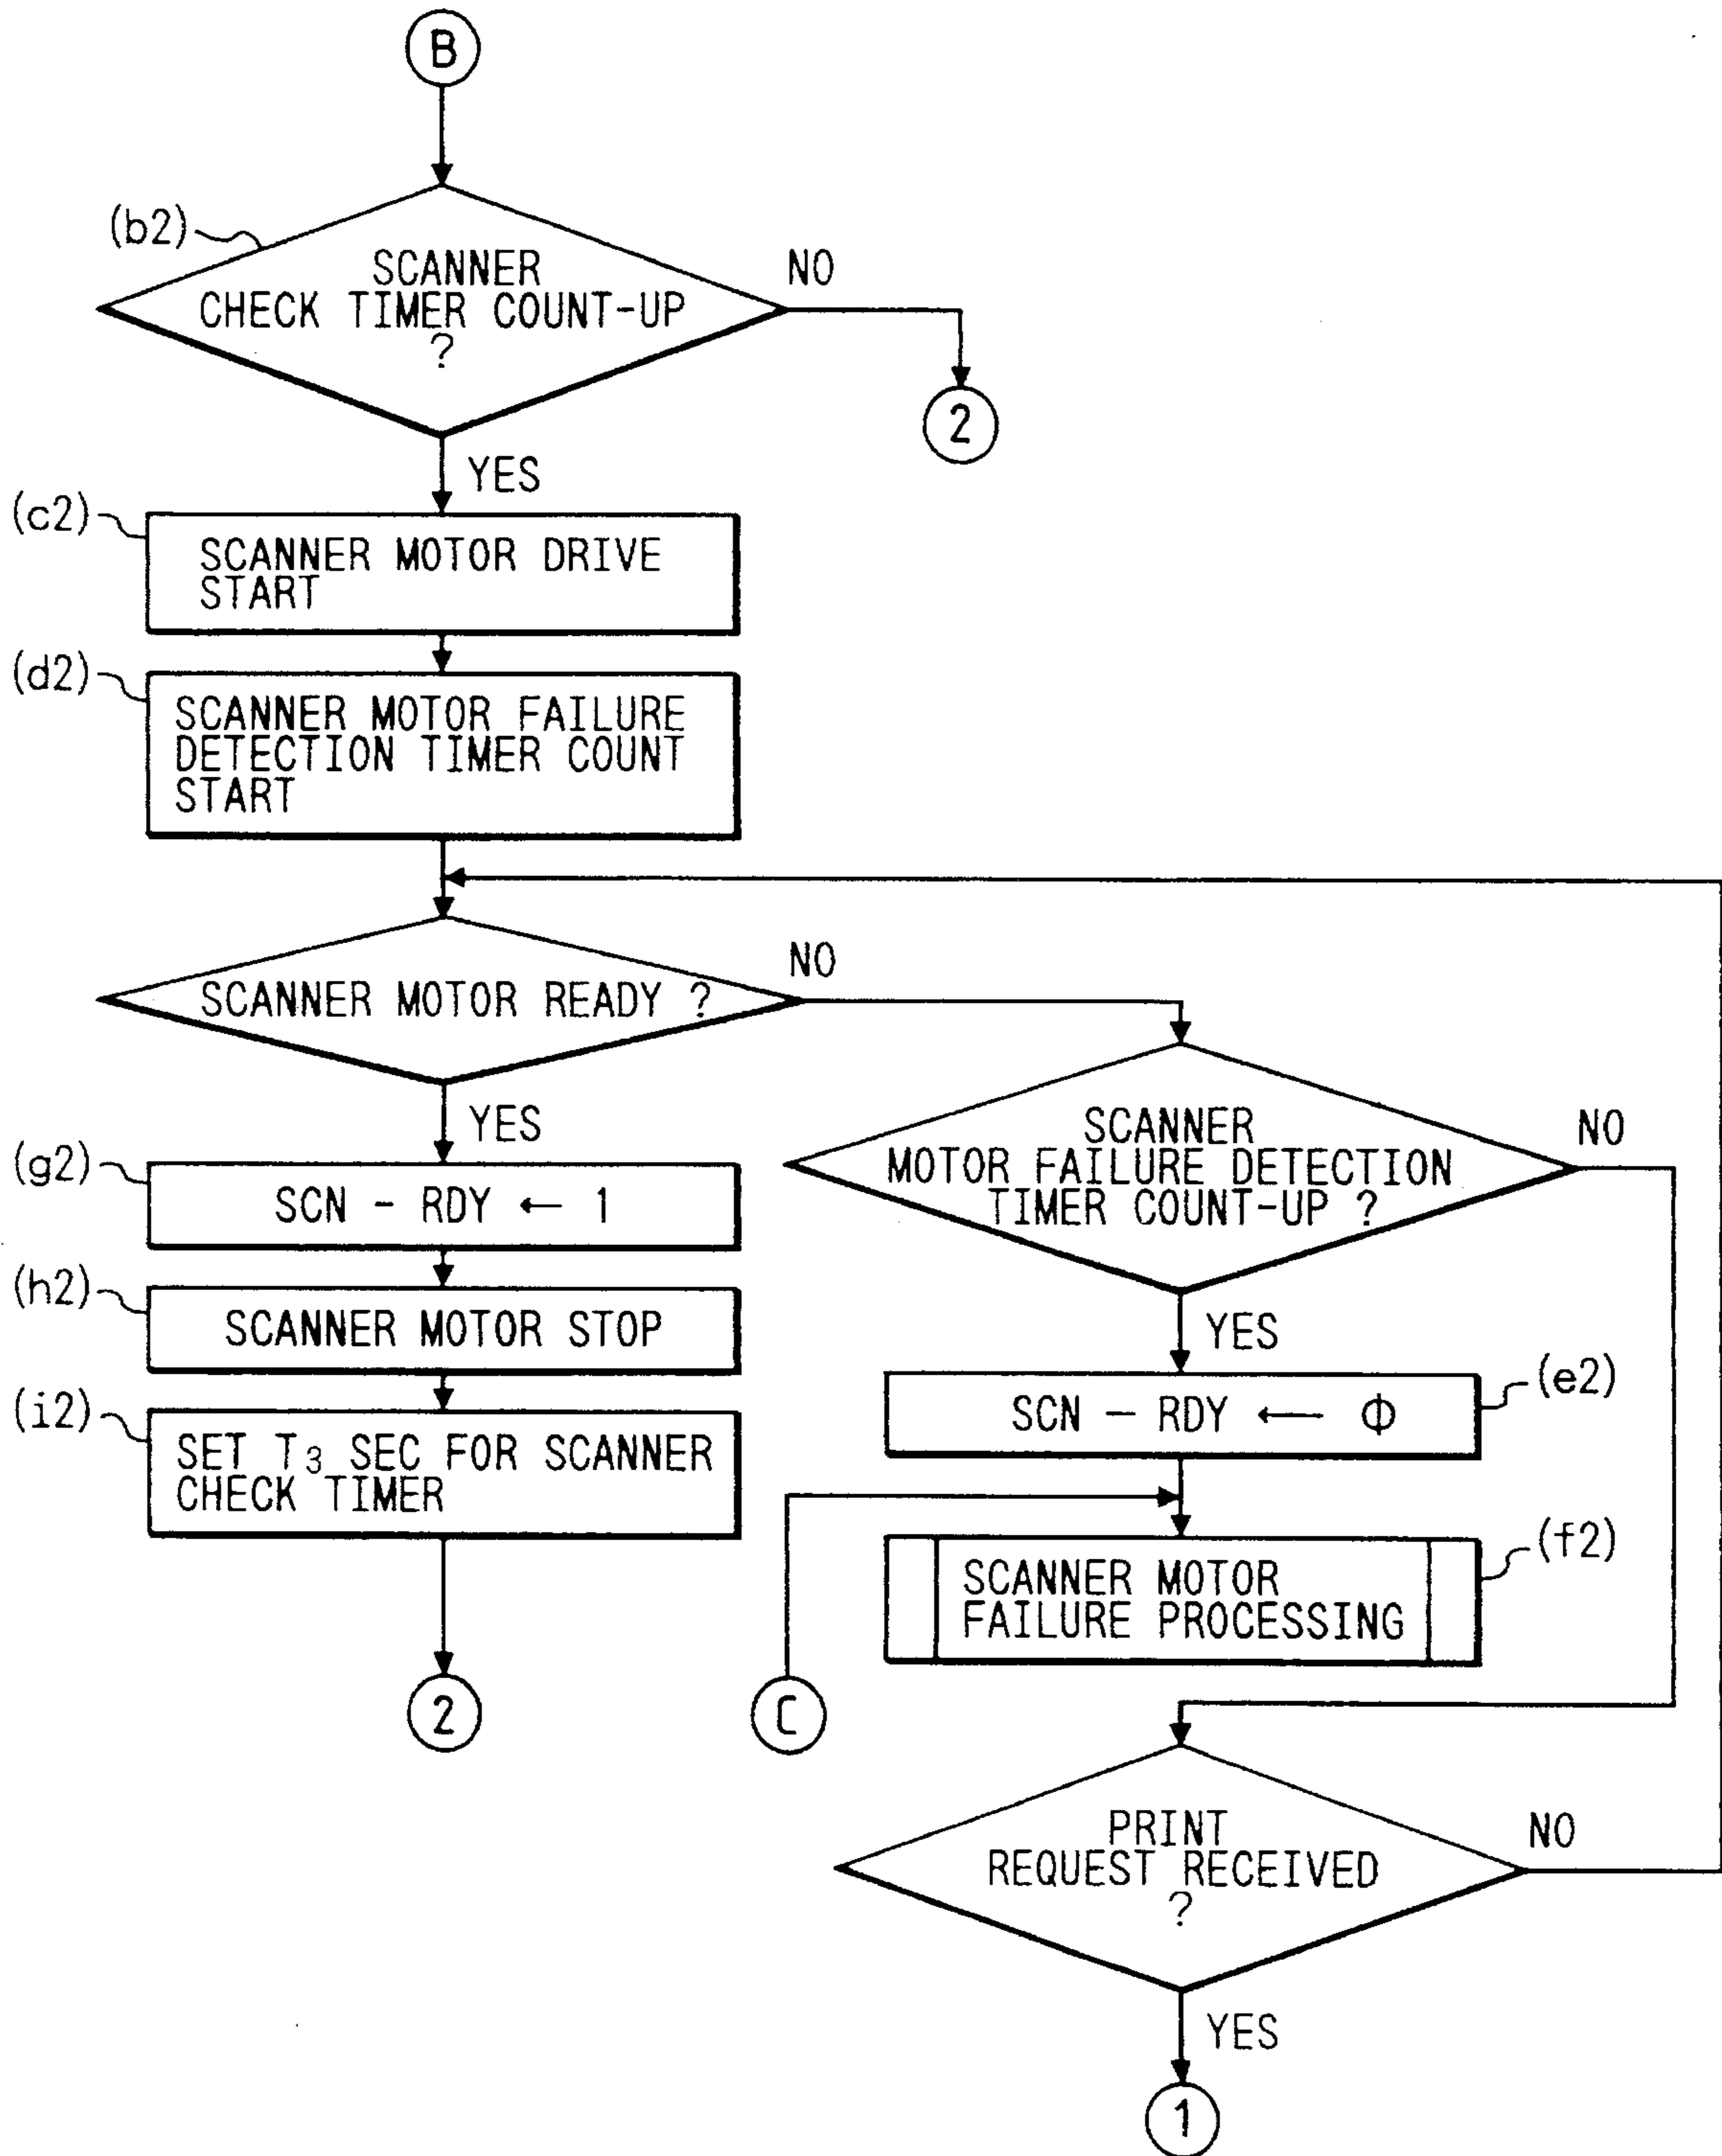 B
(b2)
SCANNER
CHECK TIMER COUNT-UP
?
NO
2
YES
(c2)
SCANNER MOTOR DRIVE
START
(d2)
SCANNER MOTOR FAILURE
DETECTION TIMER COUNT
START
SCANNER MOTOR READY ?
NO
YES
SCANNER
MOTOR FAILURE DETECTION
TIMER COUNT-UP ?
NO
(g2)
SCN - RDY ← 1
(h2)
SCANNER MOTOR STOP
YES
(e2)
SCN - RDY ← Φ
(i2)
SET T₃ SEC FOR SCANNER
CHECK TIMER
(f2)
SCANNER MOTOR
FAILURE PROCESSING
2
C
PRINT
REQUEST RECEIVED
?
NO
YES
1